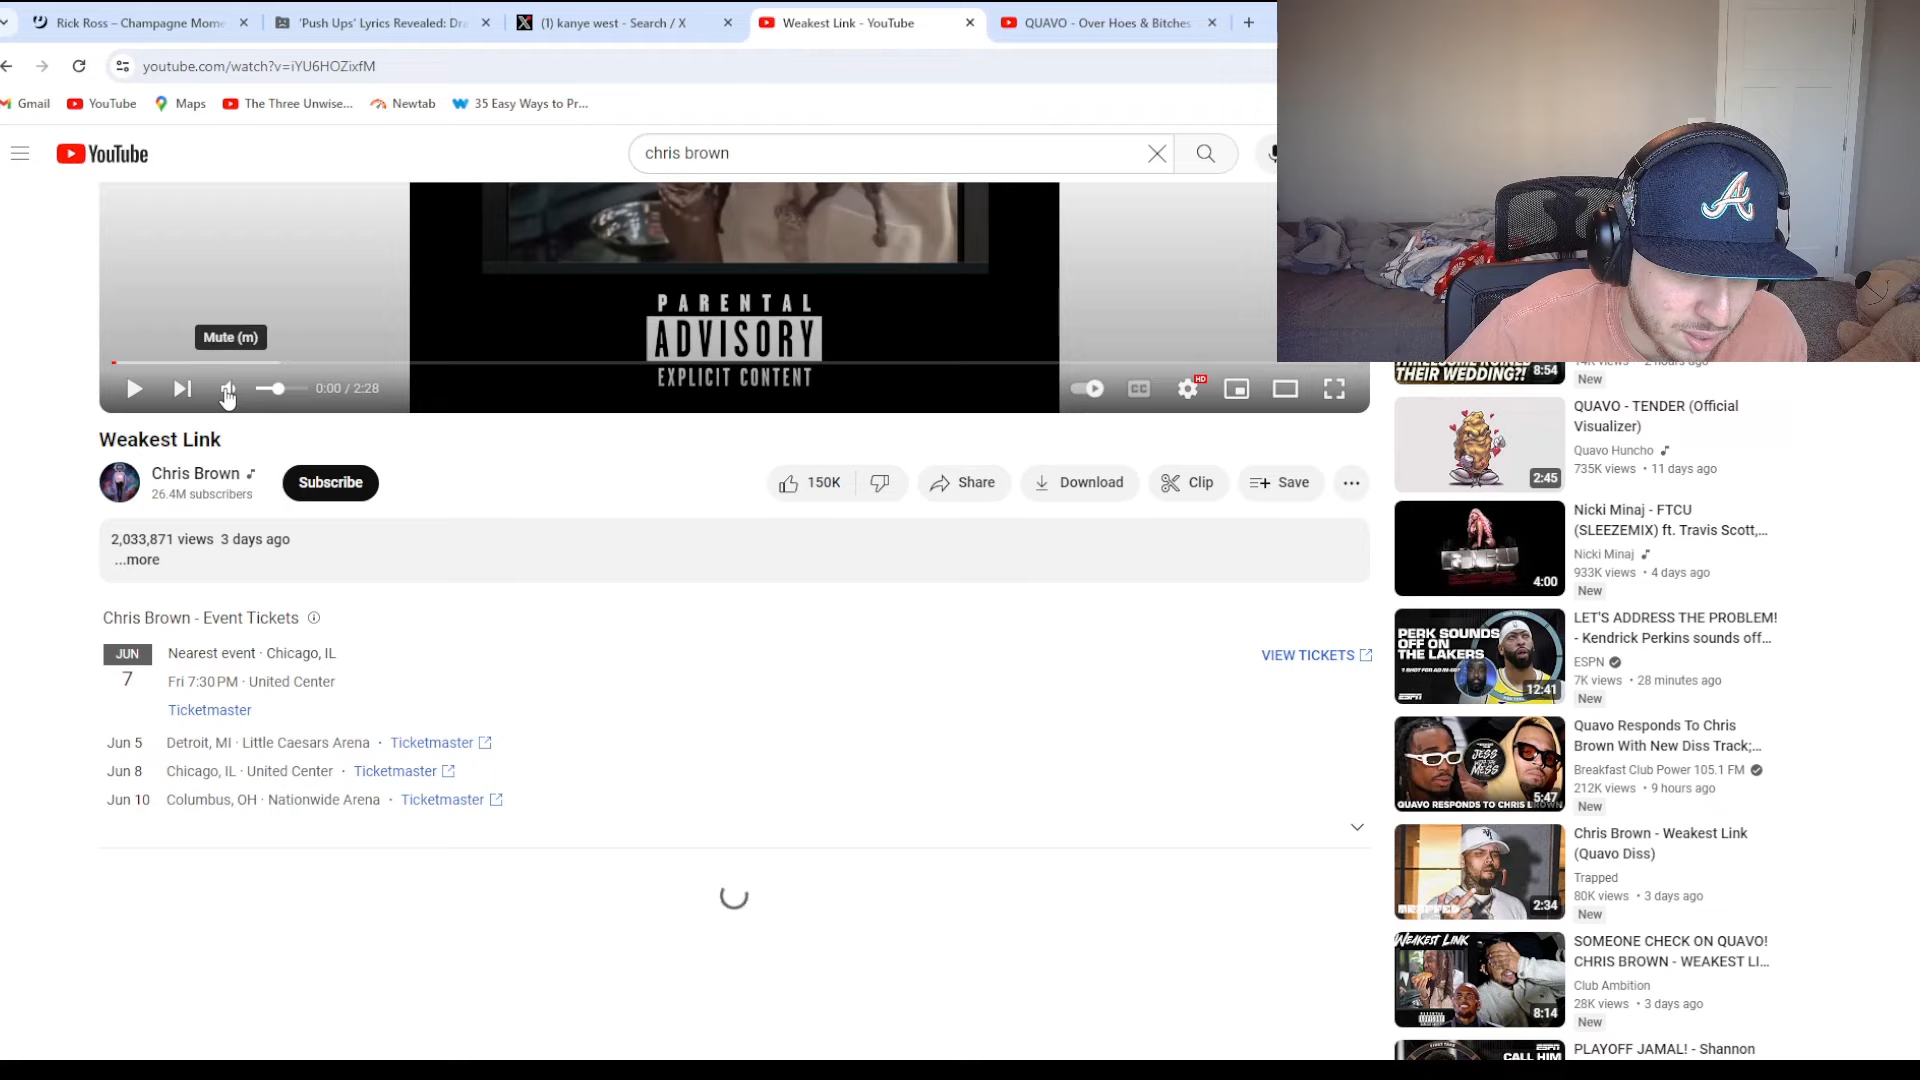 Rick Ross – Champagne Mome
'Push Ups' Lyrics Revealed: Dra
(1) kanye west - Search / X
Weakest Link - YouTube
QUAVO - Over Hoes & Bitches
youtube.com/watch?v=iYU6HOZixfM
Gmail
YouTube
Maps
The Three Unwise...
Newtab
35 Easy Ways to Pr...
YouTube
chris brown
PARENTAL
ADVISORY
EXPLICIT CONTENT
Mute (m)
0:00 / 2:28
CC
HD
Weakest Link
Chris Brown
26.4M subscribers
Subscribe
150K
Share
Download
Clip
Save
2,033,871 views 3 days ago
...more
Chris Brown - Event Tickets
JUN
7
Nearest event · Chicago, IL
Fri 7:30 PM · United Center
Ticketmaster
VIEW TICKETS
Jun 5 Detroit, MI · Little Caesars Arena · Ticketmaster
Jun 8 Chicago, IL · United Center · Ticketmaster
Jun 10 Columbus, OH · Nationwide Arena · Ticketmaster
THEIR WEDDING?!
8:54
New
2:45
QUAVO - TENDER (Official
Visualizer)
Quavo Huncho
735K views • 11 days ago
4:00
Nicki Minaj - FTCU
(SLEEZEMIX) ft. Travis Scott,...
Nicki Minaj
933K views • 4 days ago
New
PERK SOUNDS
OFF ON
THE LAKERS
12:41
ESPN
LET'S ADDRESS THE PROBLEM!
- Kendrick Perkins sounds off...
ESPN
7K views • 28 minutes ago
New
JESS
WITH THE
MESS
5:47
QUAVO RESPONDS TO CHRIS BROWN
Quavo Responds To Chris
Brown With New Diss Track;...
Breakfast Club Power 105.1 FM
212K views • 9 hours ago
New
2:34
Chris Brown - Weakest Link
(Quavo Diss)
Trapped
80K views • 3 days ago
New
WEAKEST LINK
8:14
SOMEONE CHECK ON QUAVO!
CHRIS BROWN - WEAKEST LI...
Club Ambition
28K views • 3 days ago
New
CALL HIM
PLAYOFF JAMAL! - Shannon